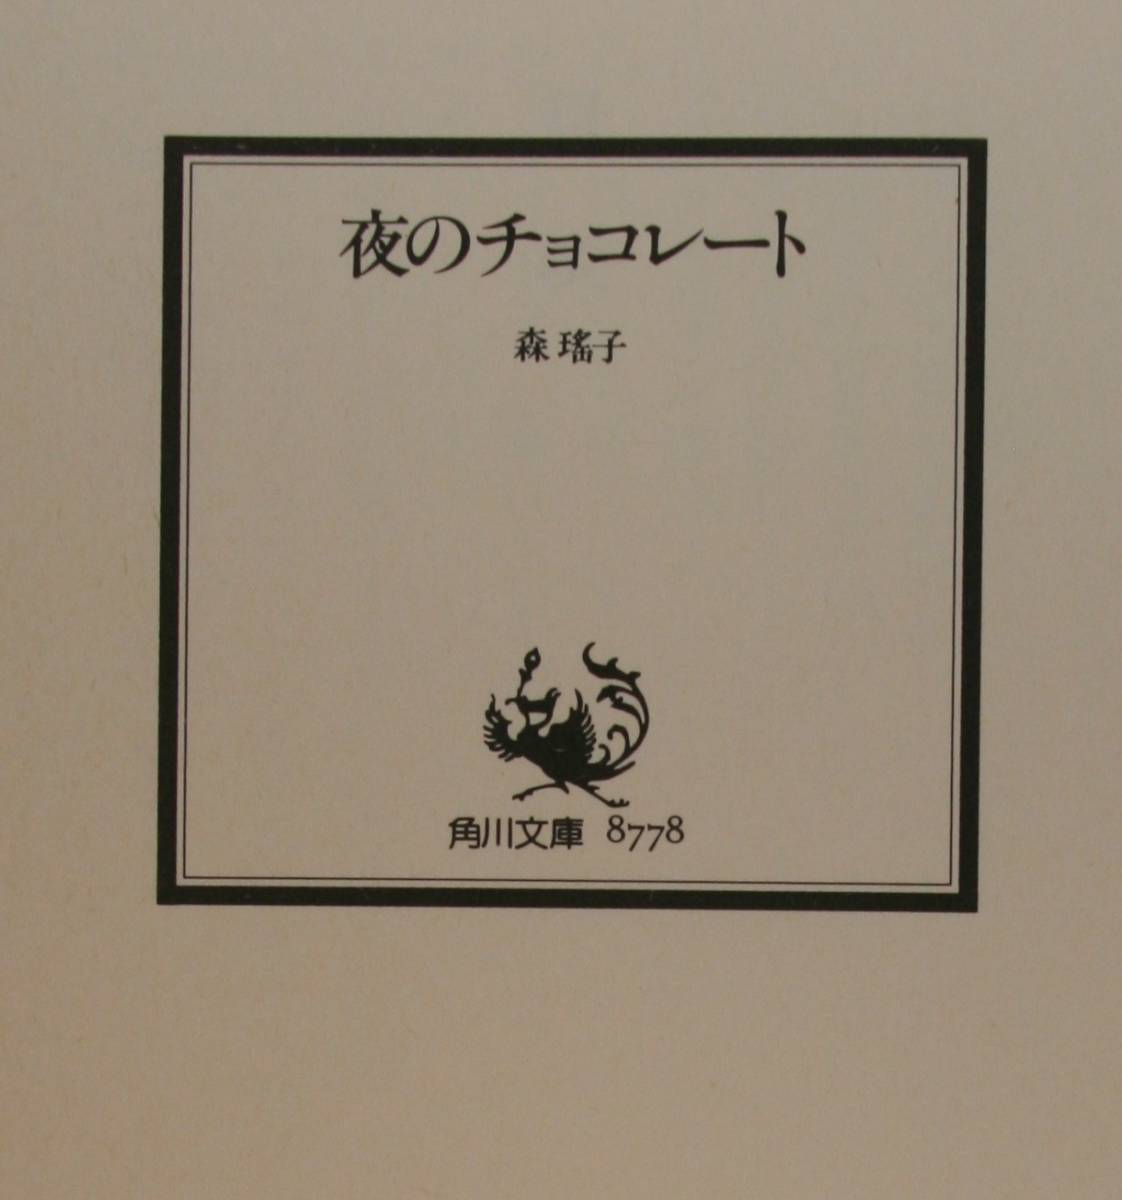 夜のチョコレート
森 瑤子
角川文庫 8778